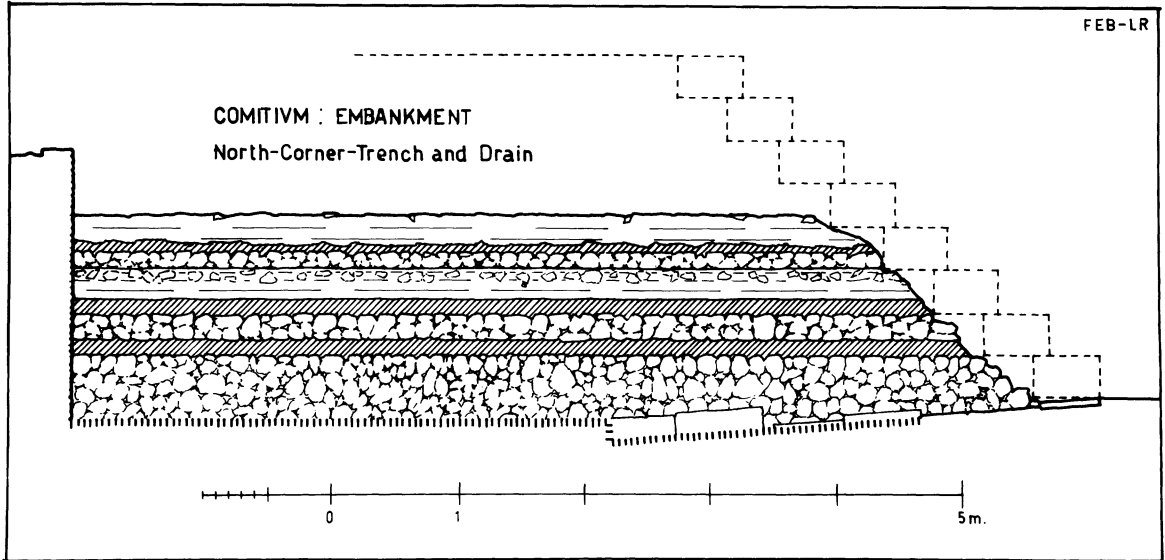 FEB-LR
COMITIVM : EMBANKMENT
North-Corner-Trench and Drain
0 1 5 m.